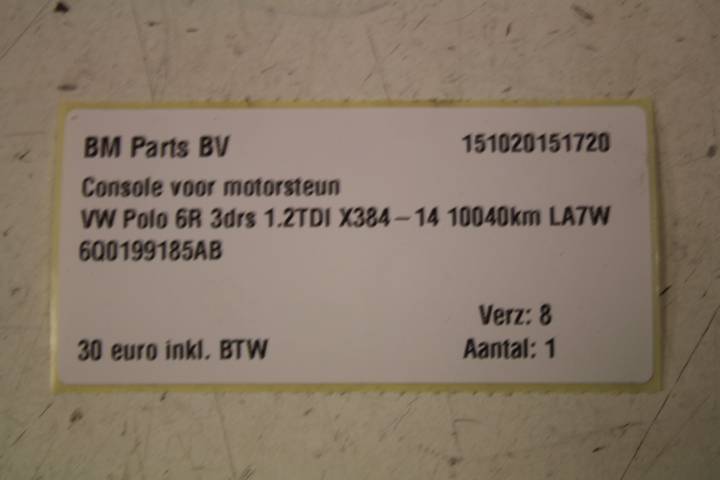 BM Parts BV 151020151720
Console voor motorsteun
VW Polo 6R 3drs 1.2TDI X384-14 10040km LA7W
6Q0199185AB
Verz: 8
30 euro inkl. BTW Aantal: 1